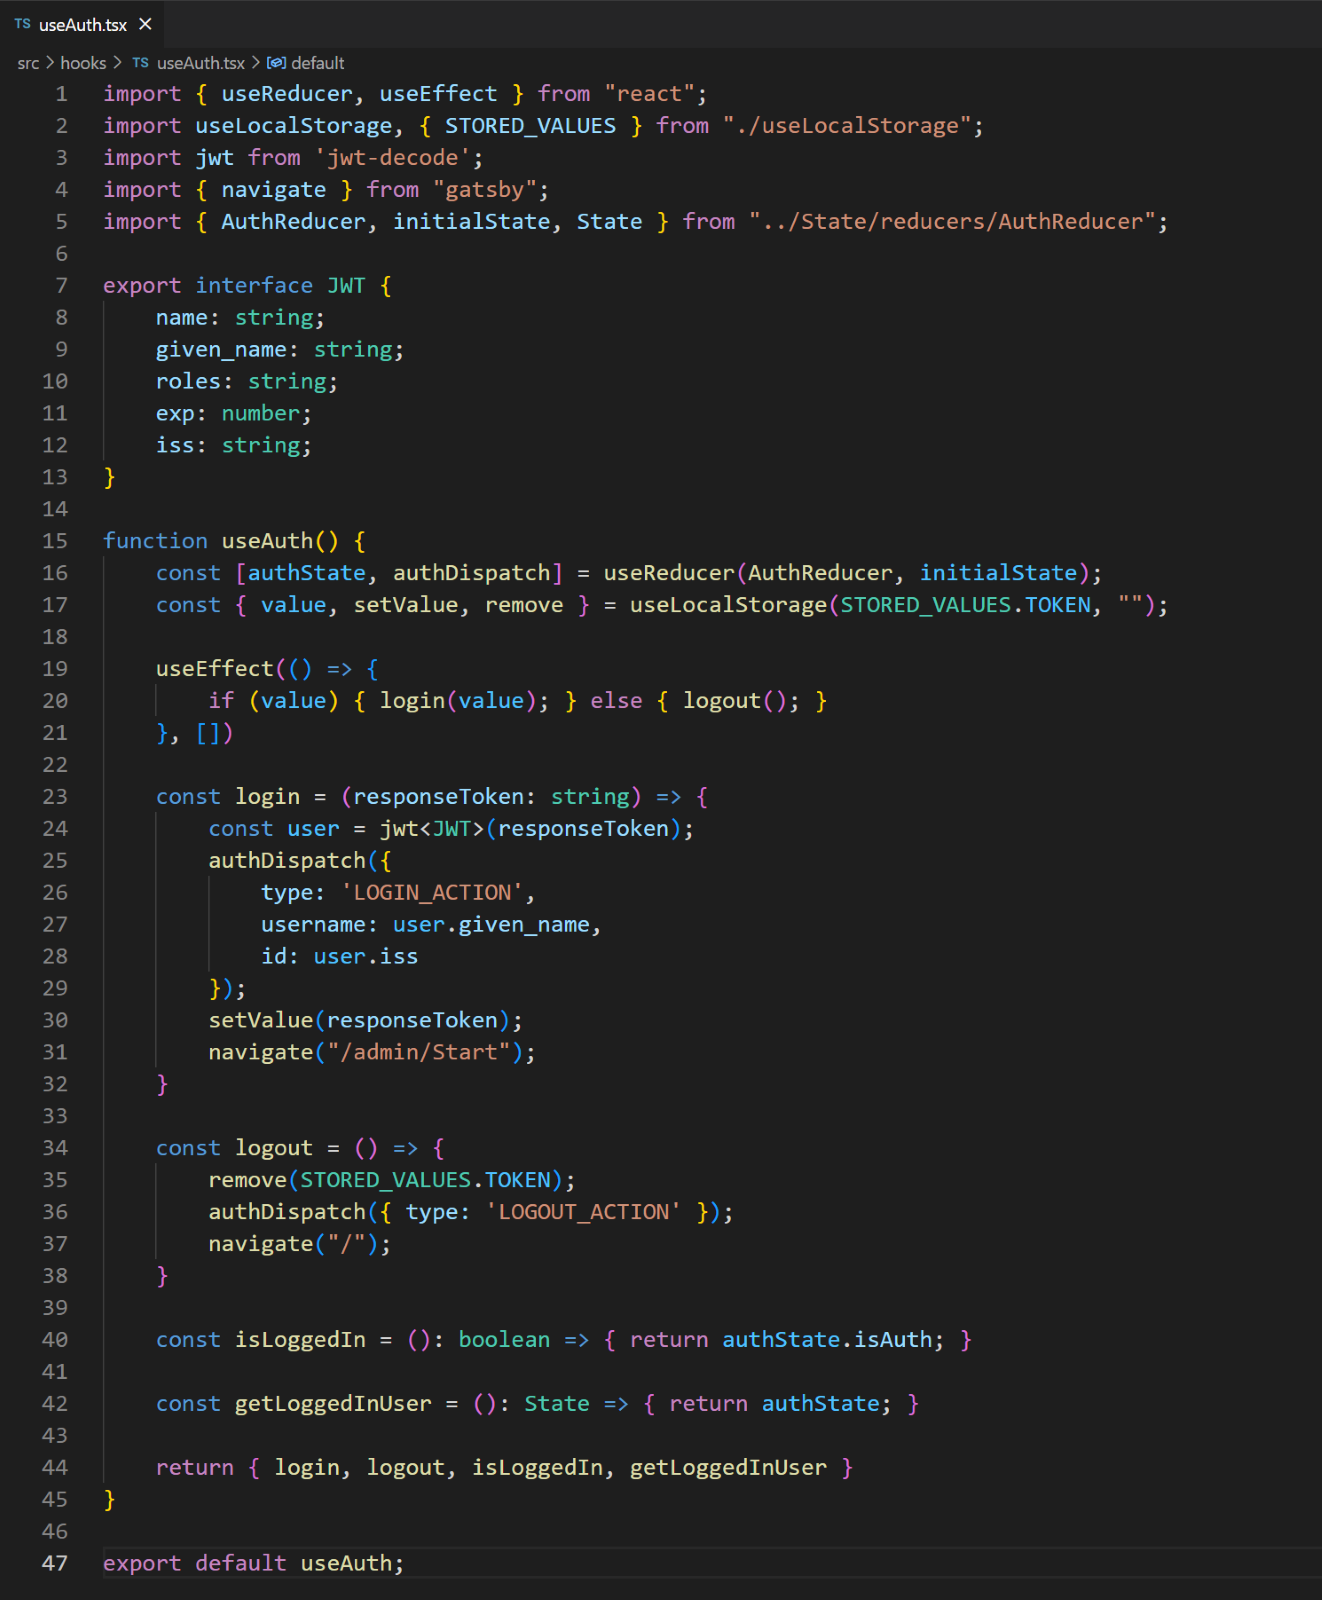 TS useAuth.tsx ×
src > hooks > TS useAuth.tsx > default
1 import { useReducer, useEffect } from "react";
2 import useLocalStorage, { STORED_VALUES } from "./useLocalStorage";
3 import jwt from 'jwt-decode';
4 import { navigate } from "gatsby";
5 import { AuthReducer, initialState, State } from "../State/reducers/AuthReducer";
6
7 export interface JWT {
8     name: string;
9     given_name: string;
10     roles: string;
11     exp: number;
12     iss: string;
13 }
14
15 function useAuth() {
16     const [authState, authDispatch] = useReducer(AuthReducer, initialState);
17     const { value, setValue, remove } = useLocalStorage(STORED_VALUES.TOKEN, "");
18
19     useEffect(() => {
20         if (value) { login(value); } else { logout(); }
21     }, [])
22
23     const login = (responseToken: string) => {
24         const user = jwt<JWT>(responseToken);
25         authDispatch({
26             type: 'LOGIN_ACTION',
27             username: user.given_name,
28             id: user.iss
29         });
30         setValue(responseToken);
31         navigate("/admin/Start");
32     }
33
34     const logout = () => {
35         remove(STORED_VALUES.TOKEN);
36         authDispatch({ type: 'LOGOUT_ACTION' });
37         navigate("/");
38     }
39
40     const isLoggedIn = (): boolean => { return authState.isAuth; }
41
42     const getLoggedInUser = (): State => { return authState; }
43
44     return { login, logout, isLoggedIn, getLoggedInUser }
45 }
46
47 export default useAuth;